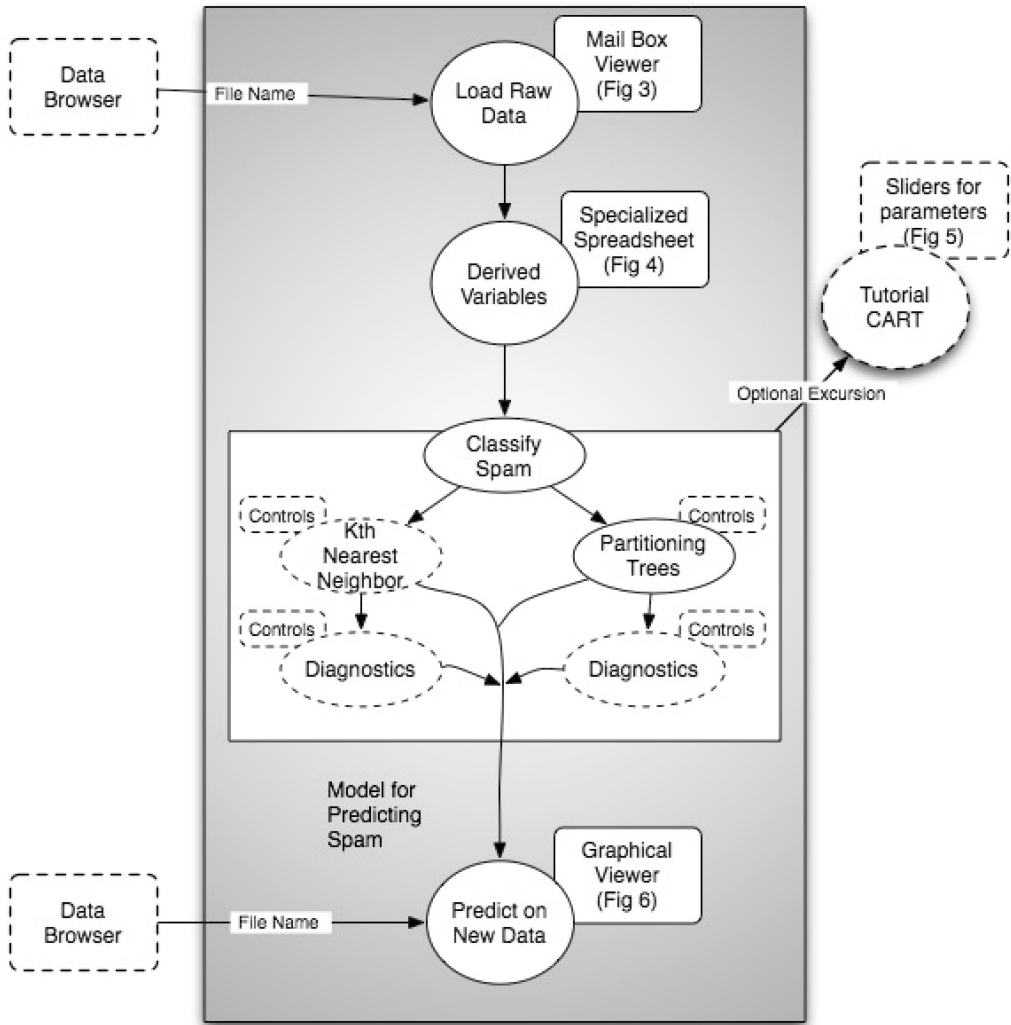 Data
Browser
File Name
Load Raw
Data
Mail Box
Viewer
(Fig 3)
Derived
Variables
Specialized
Spreadsheet
(Fig 4)
Sliders for
parameters
(Fig 5)
Tutorial
CART
Optional Excursion
Classify
Spam
Controls
Kth
Nearest
Neighbor
Controls
Partitioning
Trees
Controls
Diagnostics
Controls
Diagnostics
Model for
Predicting
Spam
Data
Browser
File Name
Predict on
New Data
Graphical
Viewer
(Fig 6)